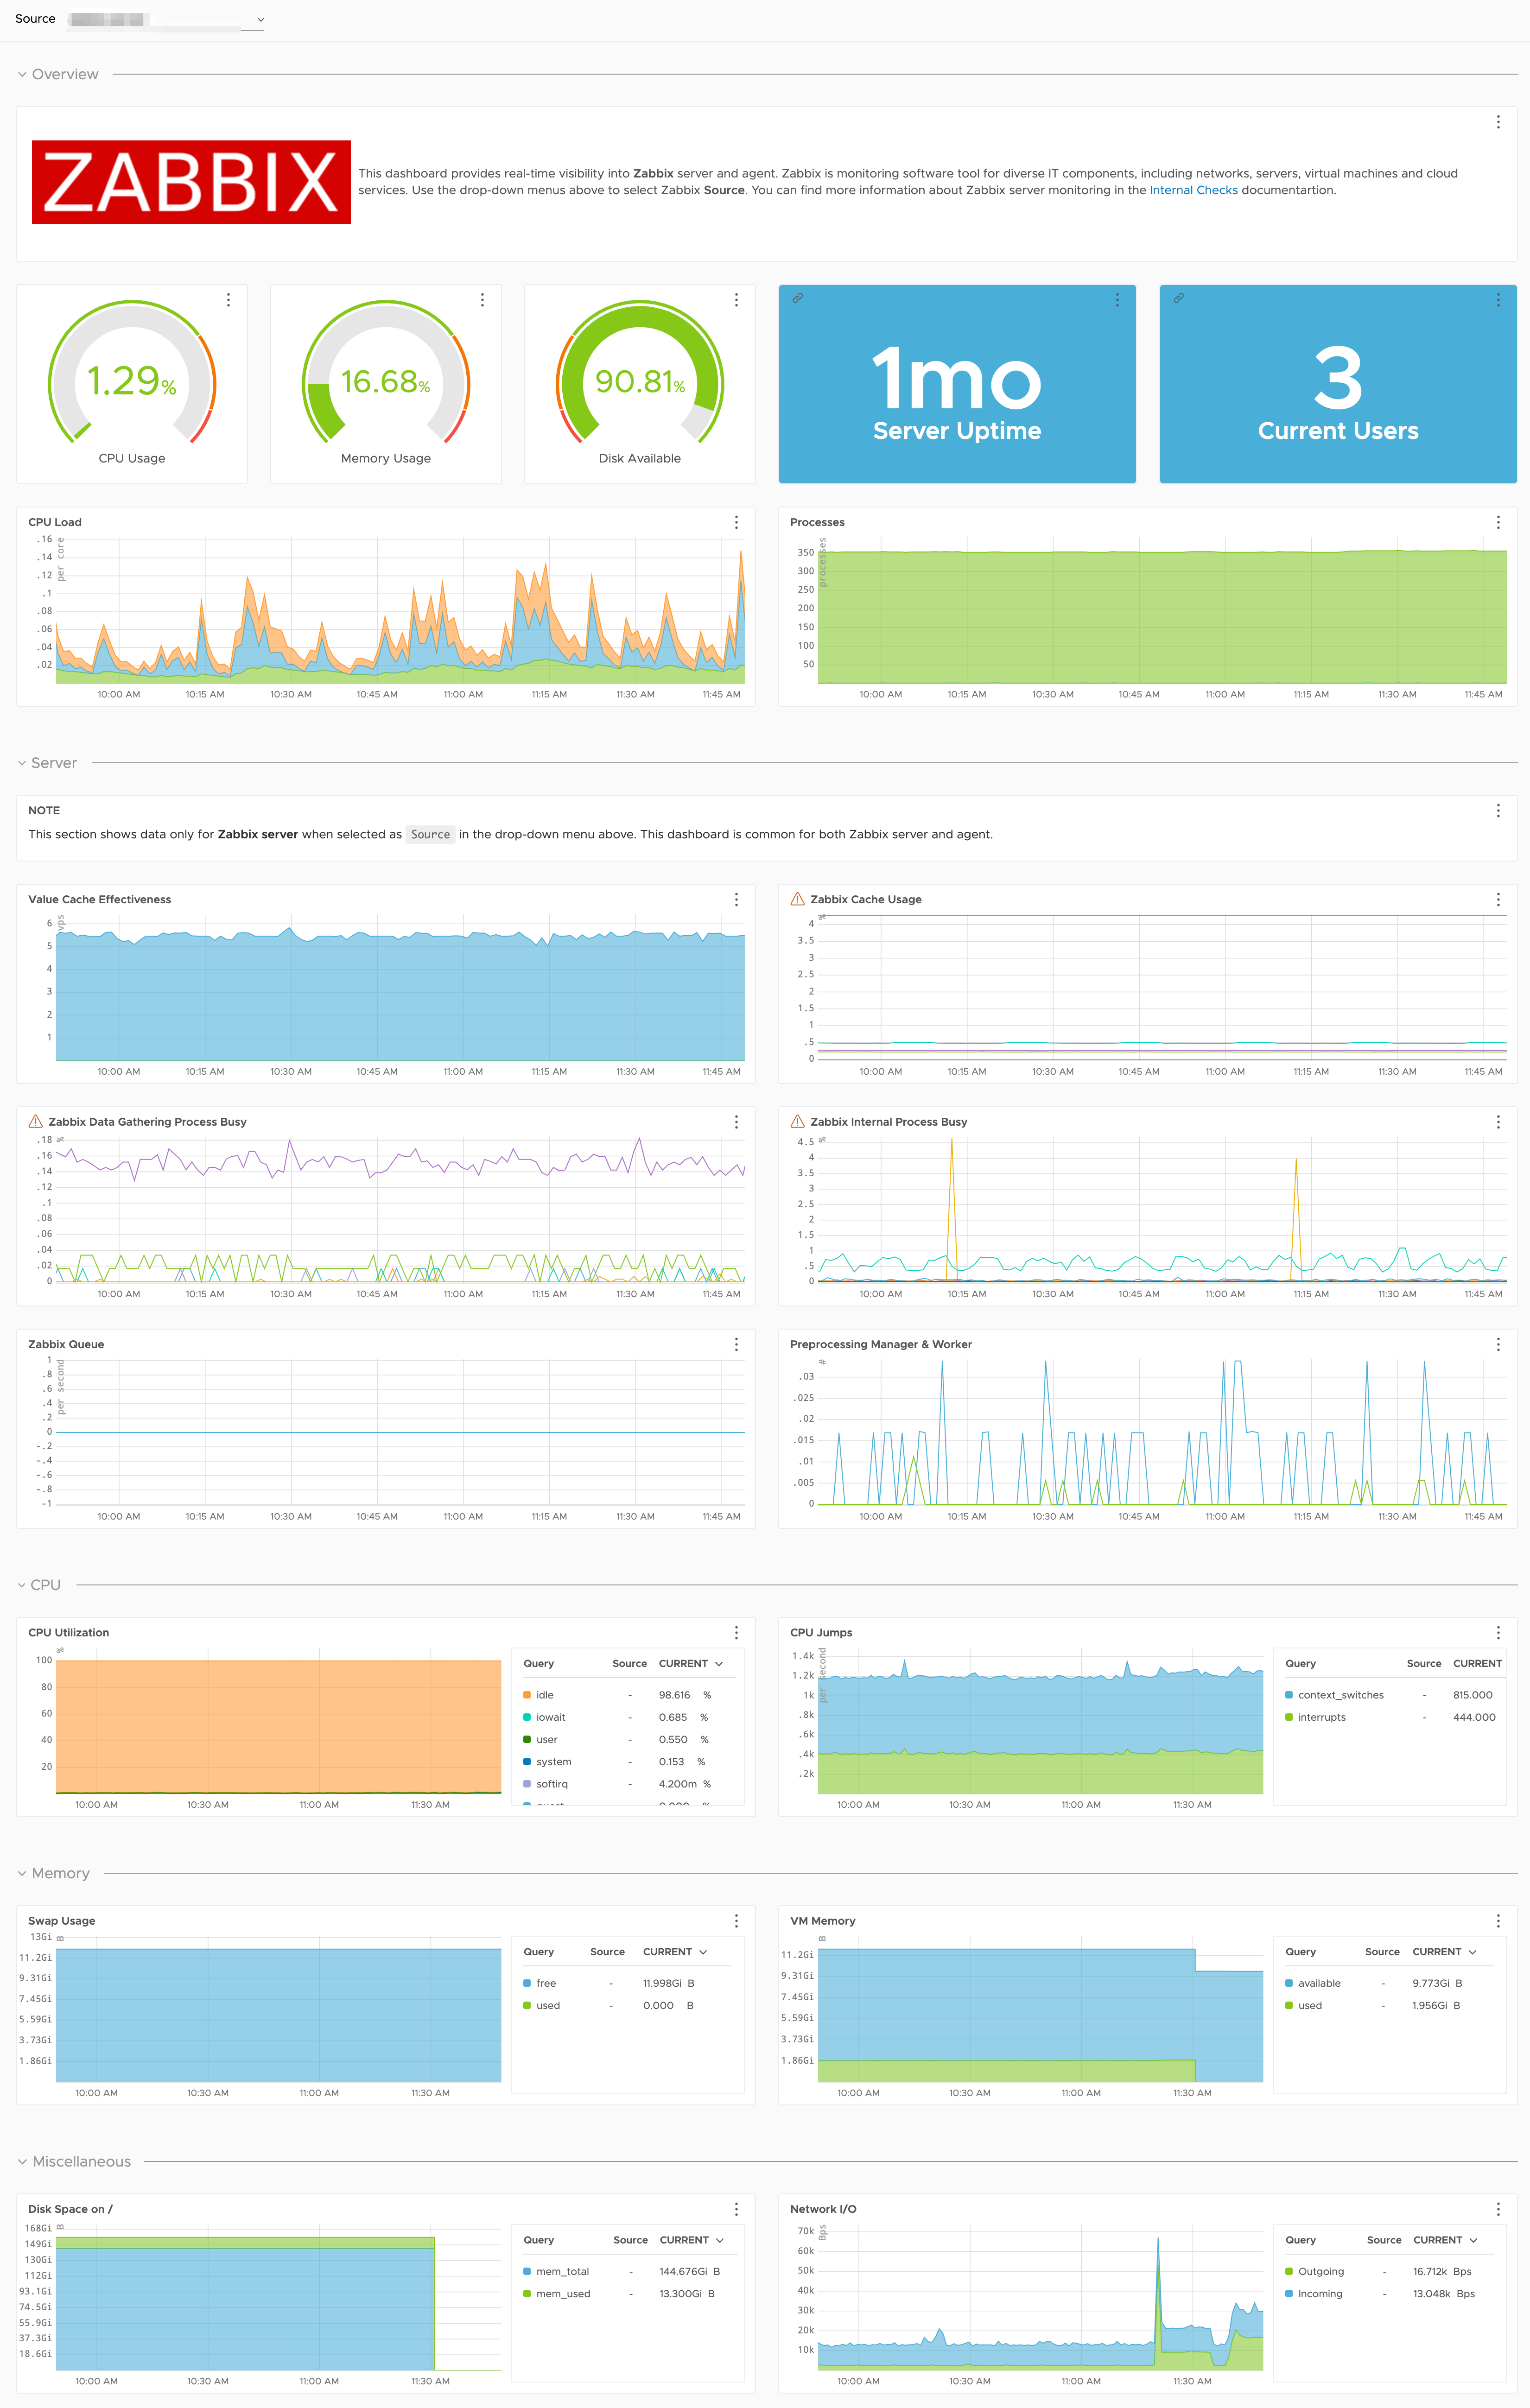 Source
Overview
ZABBIX
This dashboard provides real-time visibility into Zabbix server and agent. Zabbix is monitoring software tool for diverse IT components, including networks, servers, virtual machines and cloud
services. Use the drop-down menus above to select Zabbix Source. You can find more information about Zabbix server monitoring in the Internal Checks documentartion.
1.29%
CPU Usage
16.68%
Memory Usage
90.81%
Disk Available
1mo
Server Uptime
3
Current Users
CPU Load
per core
.16
.14
.12
.1
.08
.06
.04
.02
10:00 AM 10:15 AM 10:30 AM 10:45 AM 11:00 AM 11:15 AM 11:30 AM 11:45 AM
Processes
processes
350
300
250
200
150
100
50
10:00 AM 10:15 AM 10:30 AM 10:45 AM 11:00 AM 11:15 AM 11:30 AM 11:45 AM
Server
NOTE
This section shows data only for Zabbix server when selected as Source in the drop-down menu above. This dashboard is common for both Zabbix server and agent.
Value Cache Effectiveness
vps
6
5
4
3
2
1
10:00 AM 10:15 AM 10:30 AM 10:45 AM 11:00 AM 11:15 AM 11:30 AM 11:45 AM
Zabbix Cache Usage
%
4
3.5
3
2.5
2
1.5
1
.5
0
10:00 AM 10:15 AM 10:30 AM 10:45 AM 11:00 AM 11:15 AM 11:30 AM 11:45 AM
Zabbix Data Gathering Process Busy
%
.18
.16
.14
.12
.1
.08
.06
.04
.02
0
10:00 AM 10:15 AM 10:30 AM 10:45 AM 11:00 AM 11:15 AM 11:30 AM 11:45 AM
Zabbix Internal Process Busy
%
4.5
4
3.5
3
2.5
2
1.5
1
.5
0
10:00 AM 10:15 AM 10:30 AM 10:45 AM 11:00 AM 11:15 AM 11:30 AM 11:45 AM
Zabbix Queue
per second
1
.8
.6
.4
.2
0
-.2
-.4
-.6
-.8
-1
10:00 AM 10:15 AM 10:30 AM 10:45 AM 11:00 AM 11:15 AM 11:30 AM 11:45 AM
Preprocessing Manager & Worker
#
.03
.025
.02
.015
.01
.005
0
10:00 AM 10:15 AM 10:30 AM 10:45 AM 11:00 AM 11:15 AM 11:30 AM 11:45 AM
CPU
CPU Utilization
%
100
80
60
40
20
10:00 AM 10:30 AM 11:00 AM 11:30 AM
Query Source CURRENT
idle - 98.616 %
iowait - 0.685 %
user - 0.550 %
system - 0.153 %
softirq - 4.200m %
CPU Jumps
per second
1.4k
1.2k
1k
.8k
.6k
.4k
.2k
10:00 AM 10:30 AM 11:00 AM 11:30 AM
Query Source CURRENT
context_switches - 815.000
interrupts - 444.000
Memory
Swap Usage
B
13Gi
11.2Gi
9.31Gi
7.45Gi
5.59Gi
3.73Gi
1.86Gi
10:00 AM 10:30 AM 11:00 AM 11:30 AM
Query Source CURRENT
free - 11.998Gi B
used - 0.000 B
VM Memory
B
11.2Gi
9.31Gi
7.45Gi
5.59Gi
3.73Gi
1.86Gi
10:00 AM 10:30 AM 11:00 AM 11:30 AM
Query Source CURRENT
available - 9.773Gi B
used - 1.956Gi B
Miscellaneous
Disk Space on /
B
168Gi
149Gi
130Gi
112Gi
93.1Gi
74.5Gi
55.9Gi
37.3Gi
18.6Gi
10:00 AM 10:30 AM 11:00 AM 11:30 AM
Query Source CURRENT
mem_total - 144.676Gi B
mem_used - 13.300Gi B
Network I/O
Bps
70k
60k
50k
40k
30k
20k
10k
10:00 AM 10:30 AM 11:00 AM 11:30 AM
Query Source CURRENT
Outgoing - 16.712k Bps
Incoming - 13.048k Bps